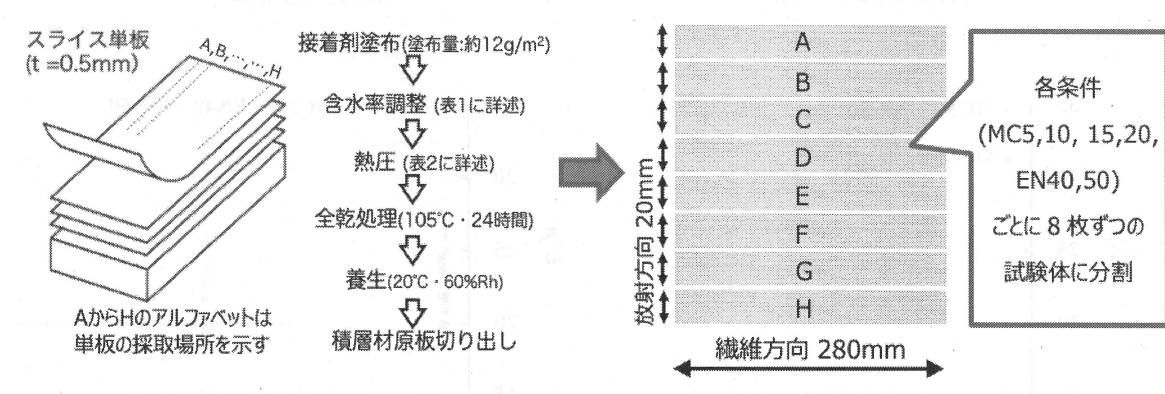 スライス単板
(t =0.5mm)
A,B,…,…,H
AからHのアルファベットは
単板の採取場所を示す
接着剤塗布(塗布量:約12g/m²)
含水率調整 (表1に詳述)
熱圧 (表2に詳述)
全乾処理(105℃・24時間)
養生(20℃・60%Rh)
積層材原板切り出し
放射方向 20mm
A
B
C
D
E
F
G
H
繊維方向 280mm
各条件
(MC5,10, 15,20,
EN40,50)
ごとに 8 枚ずつの
試験体に分割